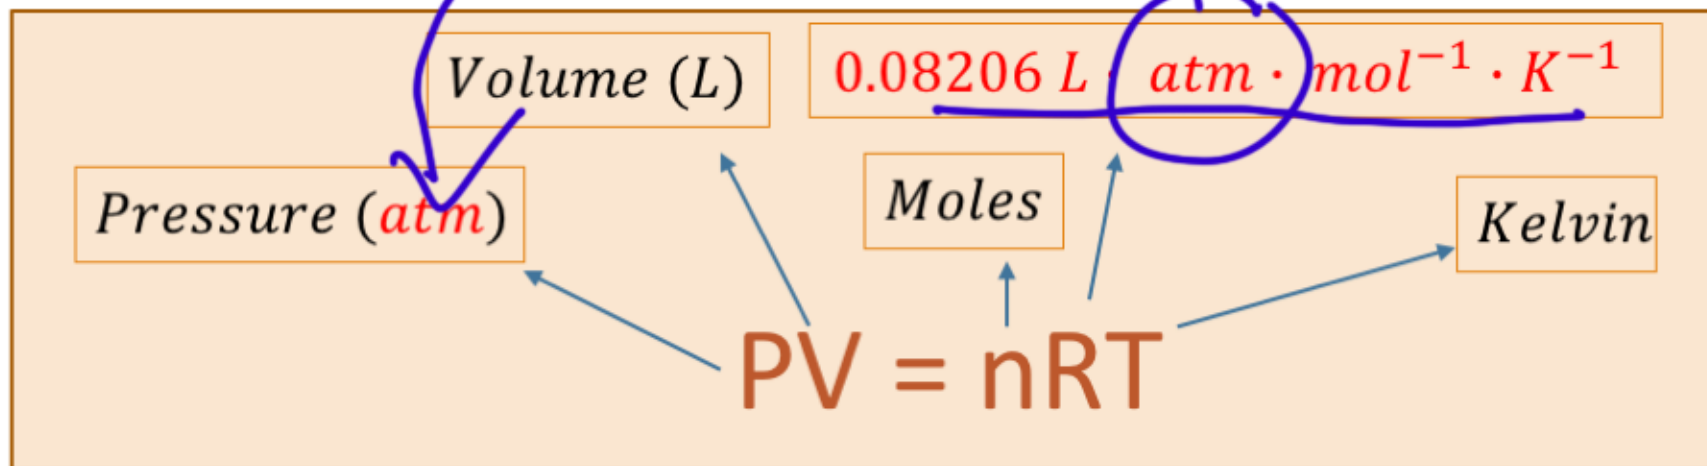 Volume (L)
0.08206 L · atm · mol⁻¹ · K⁻¹
Pressure (atm)
Moles
Kelvin
PV = nRT